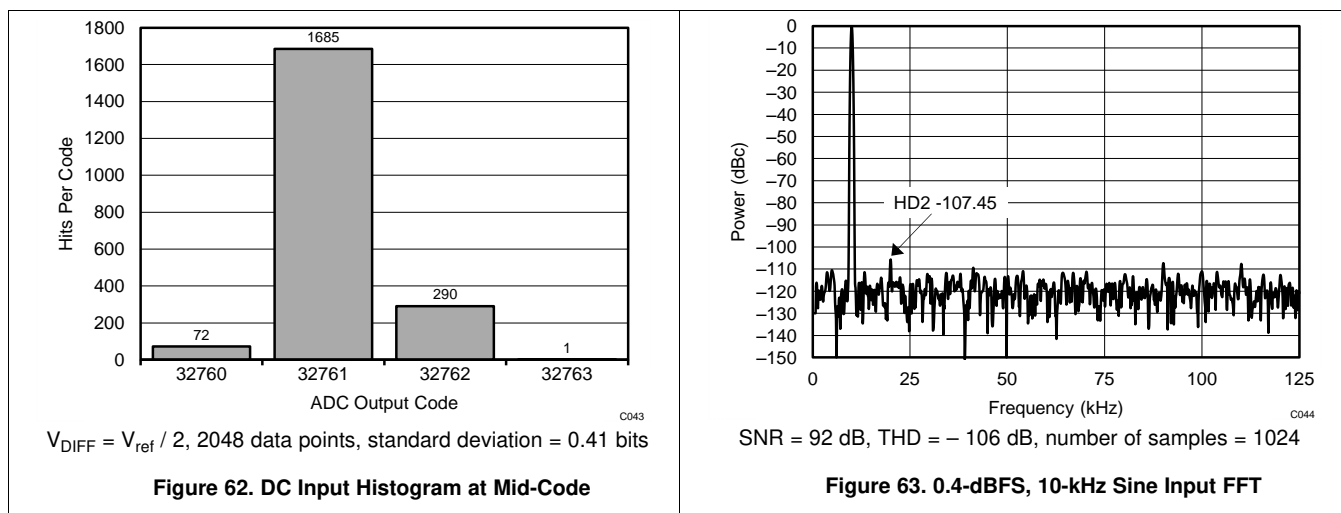 1800
1600
1400
1200
1000
800
600
400
200
0
Hits Per Code
72
1685
290
1
32760 32761 32762 32763
ADC Output Code
C043
V_DIFF = V_ref / 2, 2048 data points, standard deviation = 0.41 bits
Figure 62. DC Input Histogram at Mid-Code
0
–10
–20
–30
–40
–50
–60
–70
–80
–90
–100
–110
–120
–130
–140
–150
Power (dBc)
HD2 -107.45
0 25 50 75 100 125
Frequency (kHz)
C044
SNR = 92 dB, THD = – 106 dB, number of samples = 1024
Figure 63. 0.4-dBFS, 10-kHz Sine Input FFT